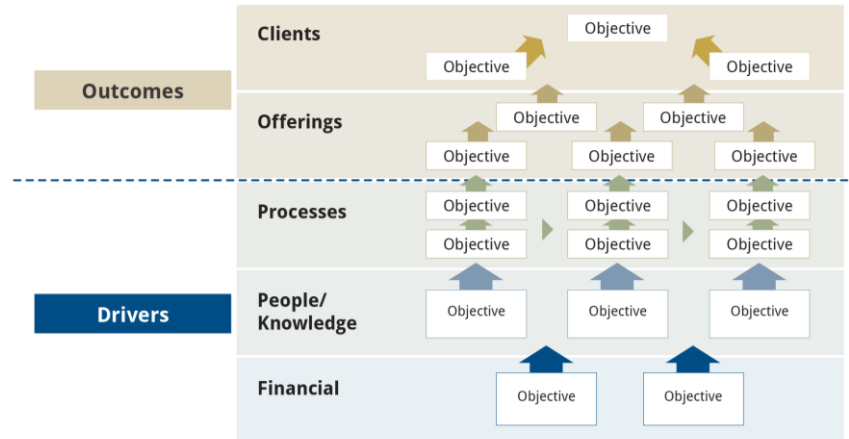 Clients
Objective
Objective
Objective
Outcomes
Offerings
Objective
Objective
Objective
Objective
Objective
Processes
Objective
Objective
Objective
Objective
Objective
Objective
Drivers
People/
Knowledge
Objective
Objective
Objective
Financial
Objective
Objective